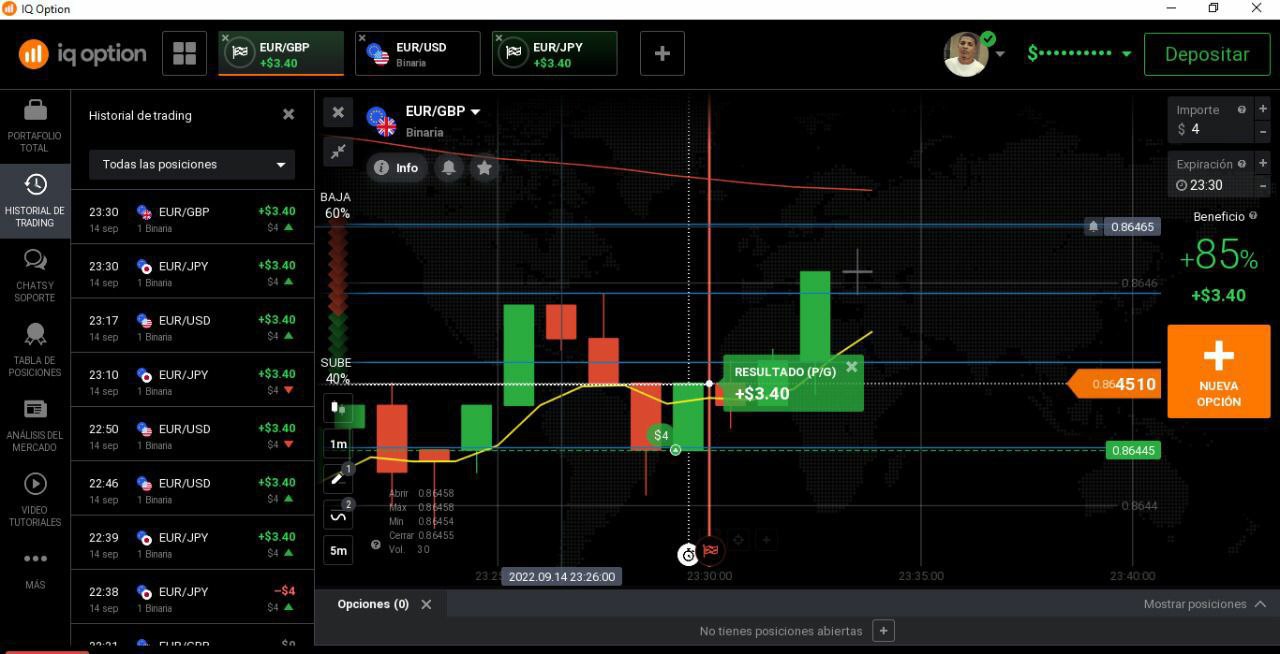 IQ Option
iq option
EUR/GBP
+$3.40
EUR/USD
Binaria
EUR/JPY
+$3.40
$••••••••••
Depositar
PORTAFOLIO
TOTAL
HISTORIAL DE
TRADING
CHATS Y
SOPORTE
TABLA DE
POSICIONES
ANÁLISIS DEL
MERCADO
VIDEO
TUTORIALES
MÁS
Historial de trading
Todas las posiciones
23:30 EUR/GBP +$3.40
14 sep 1 Binaria $4
23:30 EUR/JPY +$3.40
14 sep 1 Binaria $4
23:17 EUR/USD +$3.40
14 sep 1 Binaria $4
23:10 EUR/JPY +$3.40
14 sep 1 Binaria $4
22:50 EUR/USD +$3.40
14 sep 1 Binaria $4
22:46 EUR/USD +$3.40
14 sep 1 Binaria $4
22:39 EUR/JPY +$3.40
14 sep 1 Binaria $4
22:38 EUR/JPY −$4
14 sep 1 Binaria $4
EUR/GBP
Binaria
Info
BAJA
60%
SUBE
40%
1m
1
2
5m
Abrir 0.86458
Máx 0.86458
Mín 0.86454
Cerrar 0.86455
Vol. 30
$4
RESULTADO (P/G)
+$3.40
0.86465
0.8646
0.864510
0.86445
0.8644
2022.09.14 23:26:00
23:30:00
23:35:00
23:40:00
Opciones (0)
Mostrar posiciones
No tienes posiciones abiertas
Importe
$ 4
Expiración
23:30
Beneficio
+85%
+$3.40
NUEVA
OPCIÓN